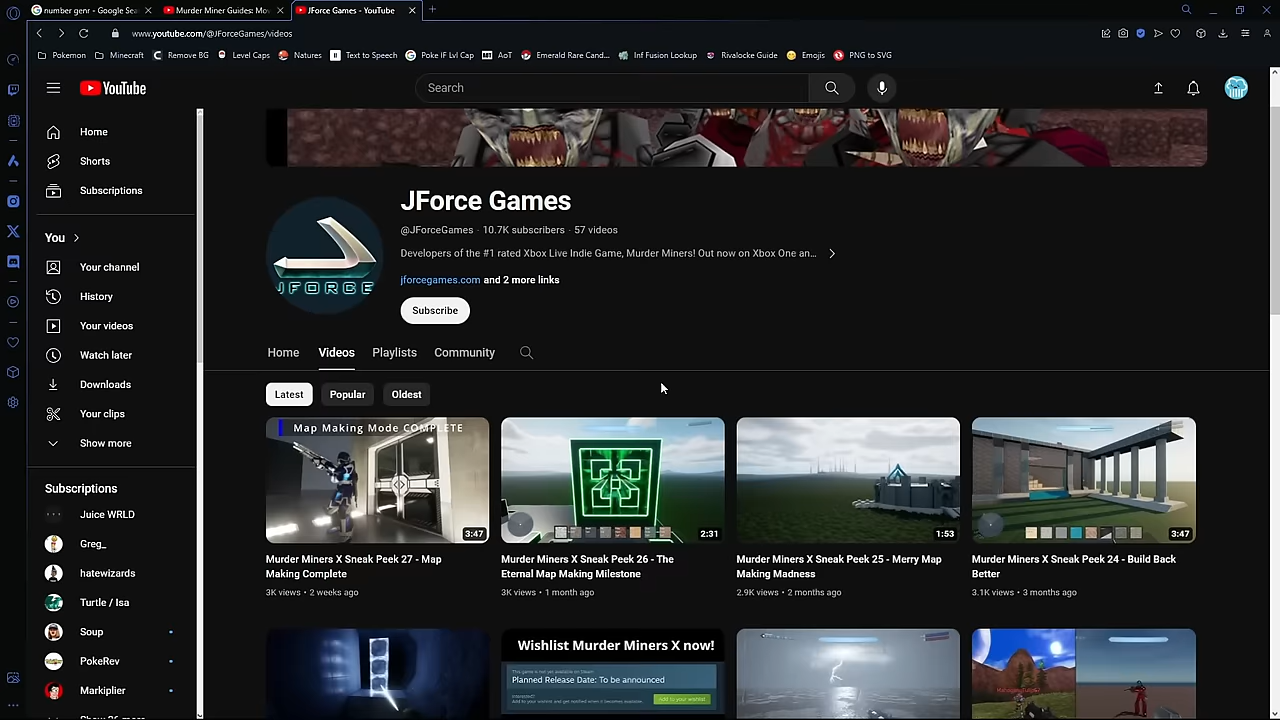 number genr - Google Sea
Murder Miner Guides: Mov
JForce Games - YouTube
www.youtube.com/@JForceGames/videos
Pokemon
Minecraft
Remove BG
Level Caps
Natures
Text to Speech
Poke IF Lvl Cap
AoT
Emerald Rare Cand...
Inf Fusion Lookup
Rivalocke Guide
Emojis
PNG to SVG
YouTube
Search
Home
Shorts
Subscriptions
You
Your channel
History
Your videos
Watch later
Downloads
Your clips
Show more
Subscriptions
Juice WRLD
Greg_
hatewizards
Turtle / Isa
Soup
PokeRev
Markiplier
JFORCE
JForce Games
@JForceGames · 10.7K subscribers · 57 videos
Developers of the #1 rated Xbox Live Indie Game, Murder Miners! Out now on Xbox One an...
jforcegames.com and 2 more links
Subscribe
Home Videos Playlists Community
Latest Popular Oldest
Map Making Mode COMPLETE
3:47
Murder Miners X Sneak Peek 27 - Map
Making Complete
3K views • 2 weeks ago
2:31
Murder Miners X Sneak Peek 26 - The
Eternal Map Making Milestone
3K views • 1 month ago
1:53
Murder Miners X Sneak Peek 25 - Merry Map
Making Madness
2.9K views • 2 months ago
3:47
Murder Miners X Sneak Peek 24 - Build Back
Better
3.1K views • 3 months ago
Wishlist Murder Miners X now!
Planned Release Date: To be announced
Add to your wishlist